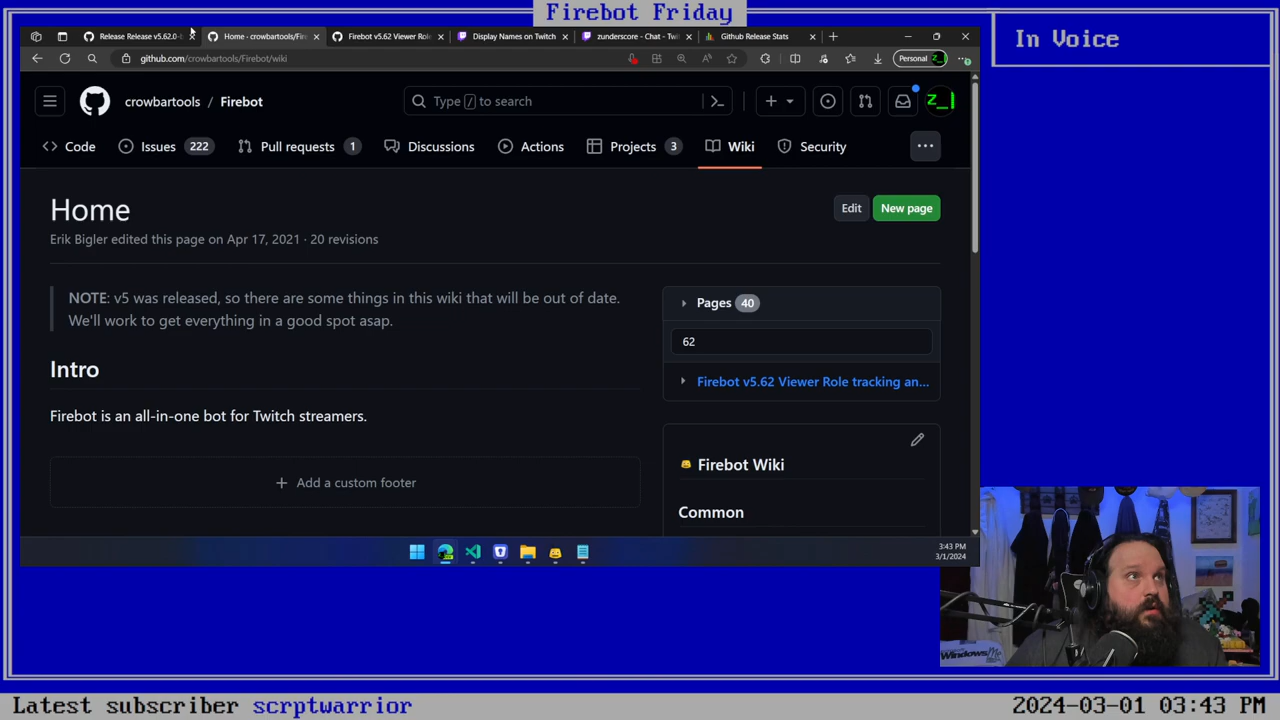 Firebot Friday
In Voice
Release Release v5.62.0-
Home · crowbartools/Fire
Firebot v5.62 Viewer Role
Display Names on Twitch
zunderscore - Chat - Twi
Github Release Stats
github.com/crowbartools/Firebot/wiki
Personal
crowbartools / Firebot
Type / to search
Z_|
Code
Issues 222
Pull requests 1
Discussions
Actions
Projects 3
Wiki
Security
Home
Edit
New page
Erik Bigler edited this page on Apr 17, 2021 · 20 revisions
NOTE: v5 was released, so there are some things in this wiki that will be out of date.
We'll work to get everything in a good spot asap.
Pages 40
62
Firebot v5.62 Viewer Role tracking an...
Intro
Firebot is an all-in-one bot for Twitch streamers.
Add a custom footer
Firebot Wiki
Common
3:43 PM
3/1/2024
WindowsMe
Latest subscriber scrptwarrior
2024-03-01 03:43 PM